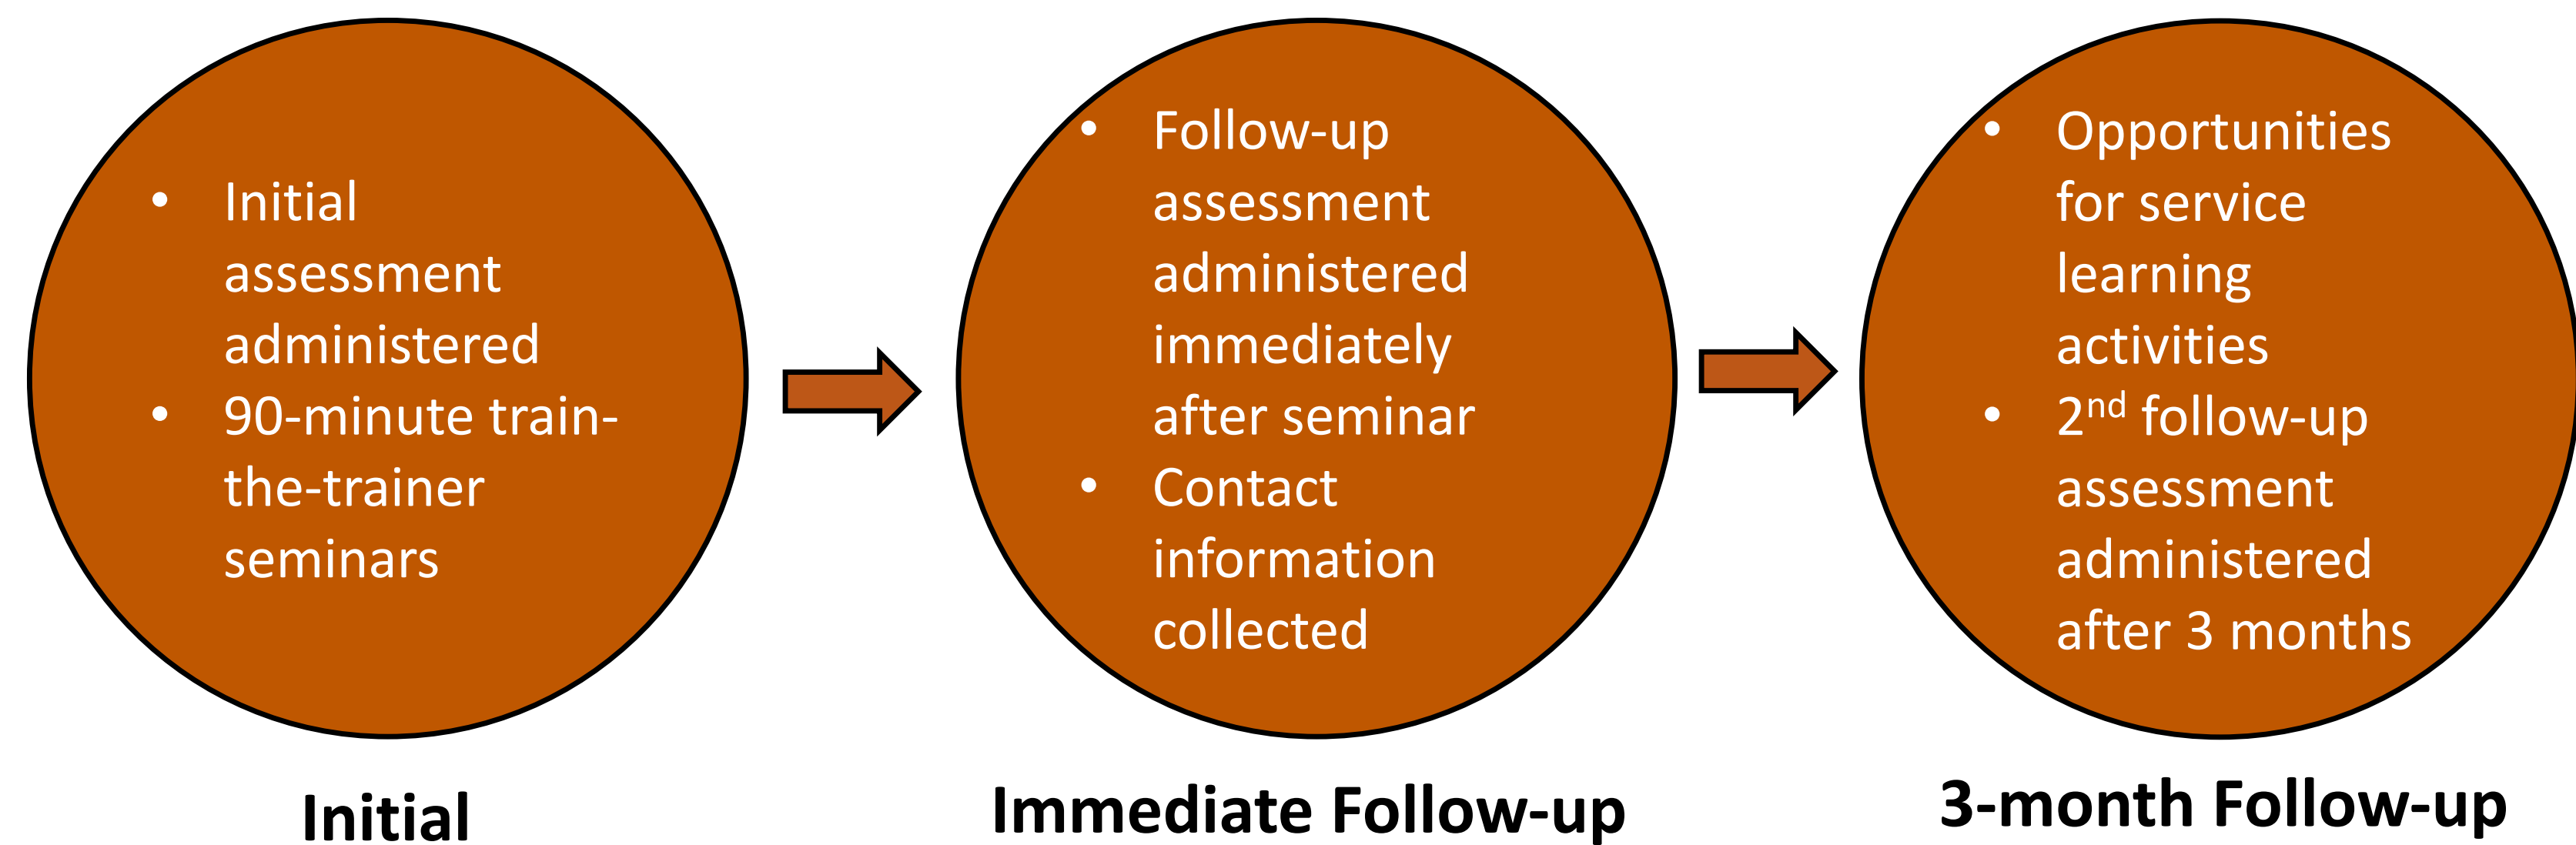 • Initial
assessment
administered
• 90-minute train-
the-trainer
seminars
Initial
• Follow-up
assessment
administered
immediately
after seminar
• Contact
information
collected
Immediate Follow-up
• Opportunities
for service
learning
activities
• 2nd follow-up
assessment
administered
after 3 months
3-month Follow-up